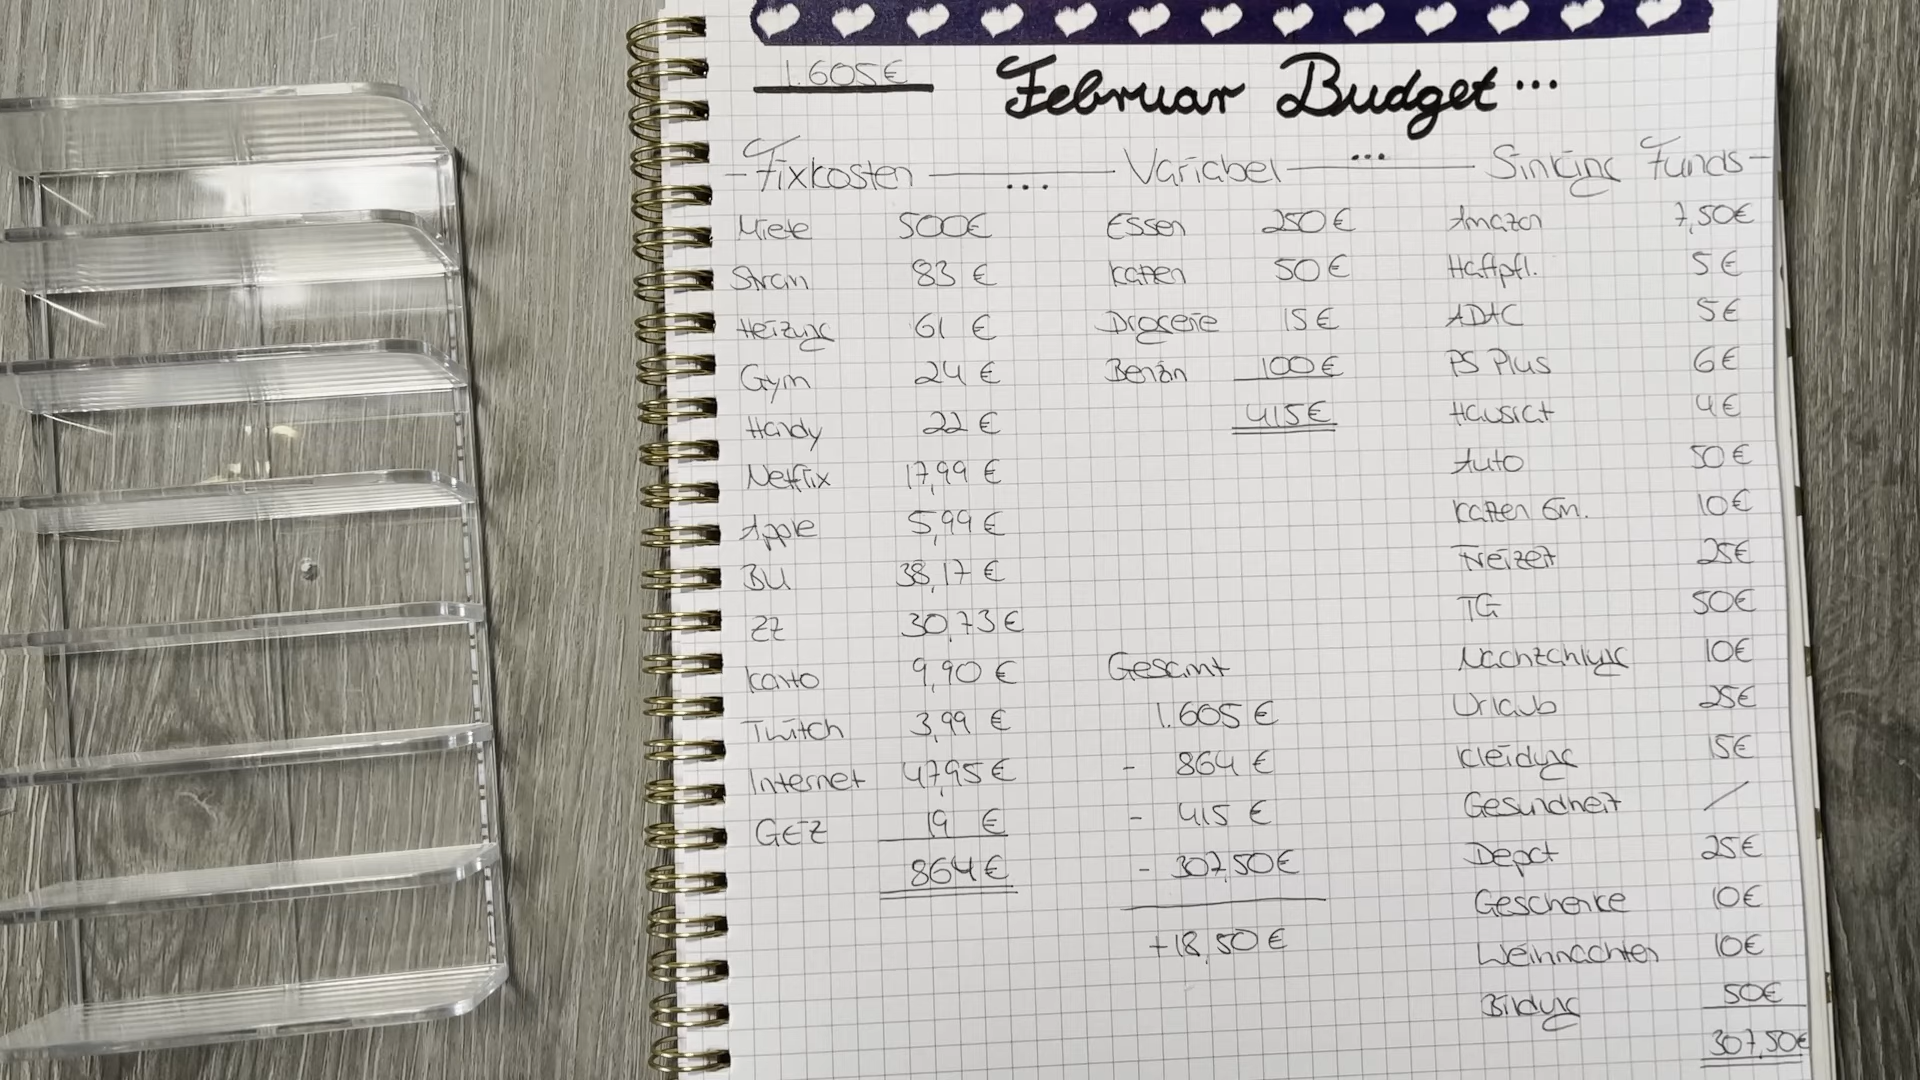 1.605€
Februar Budget...
Fixkosten ... Variabel ... Sinking Funds
Miete 500€
Strom 83 €
Heizung 61 €
Gym 24 €
Handy 22 €
Netflix 17,99 €
Apple 5,99 €
BU 38,17 €
ZZ 30,73€
Konto 9,90 €
Twitch 3,99 €
Internet 47,95€
GEZ 19 €
864€
Essen 250€
Katzen 50€
Drogerie 15€
Benzin 100€
415€
Gesamt
1.605 €
- 864 €
- 415 €
- 307,50€
+18,50€
Amazon 7,50€
Haftpfl. 5€
ADAC 5€
PS Plus 6€
Hausrat 4€
Auto 50€
Katzen Em. 10€
Freizeit 25€
TG 50€
Nachzahlung 10€
Urlaub 25€
Kleidung 15€
Gesundheit /
Depot 25€
Geschenke 10€
Weihnachten 10€
Bildung 50€
307,50€